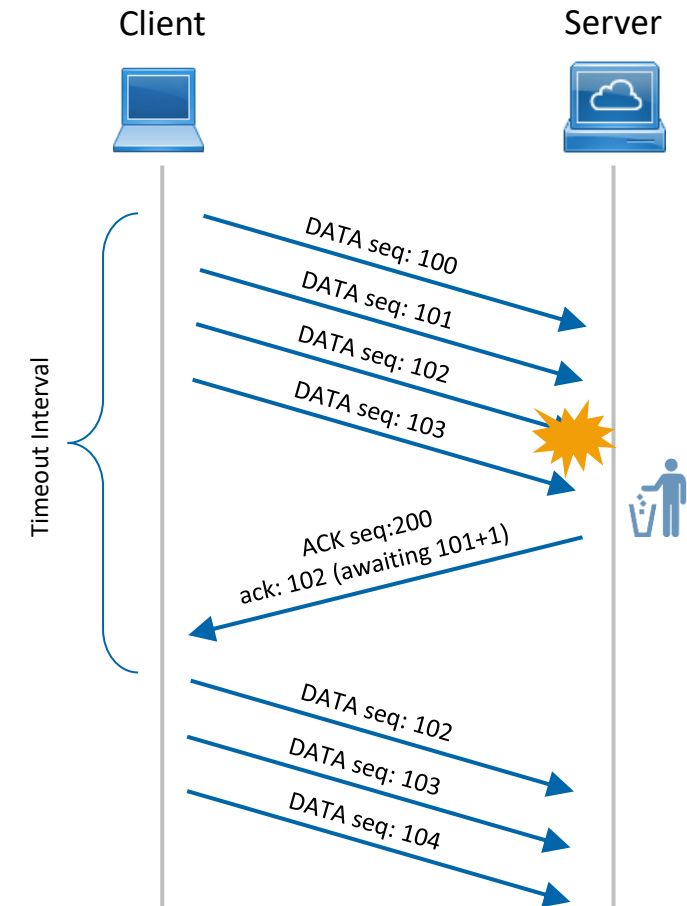 Client
Server
DATA seq: 100
DATA seq: 101
DATA seq: 102
DATA seq: 103
Timeout Interval
ACK seq:200
ack: 102 (awaiting 101+1)
DATA seq: 102
DATA seq: 103
DATA seq: 104